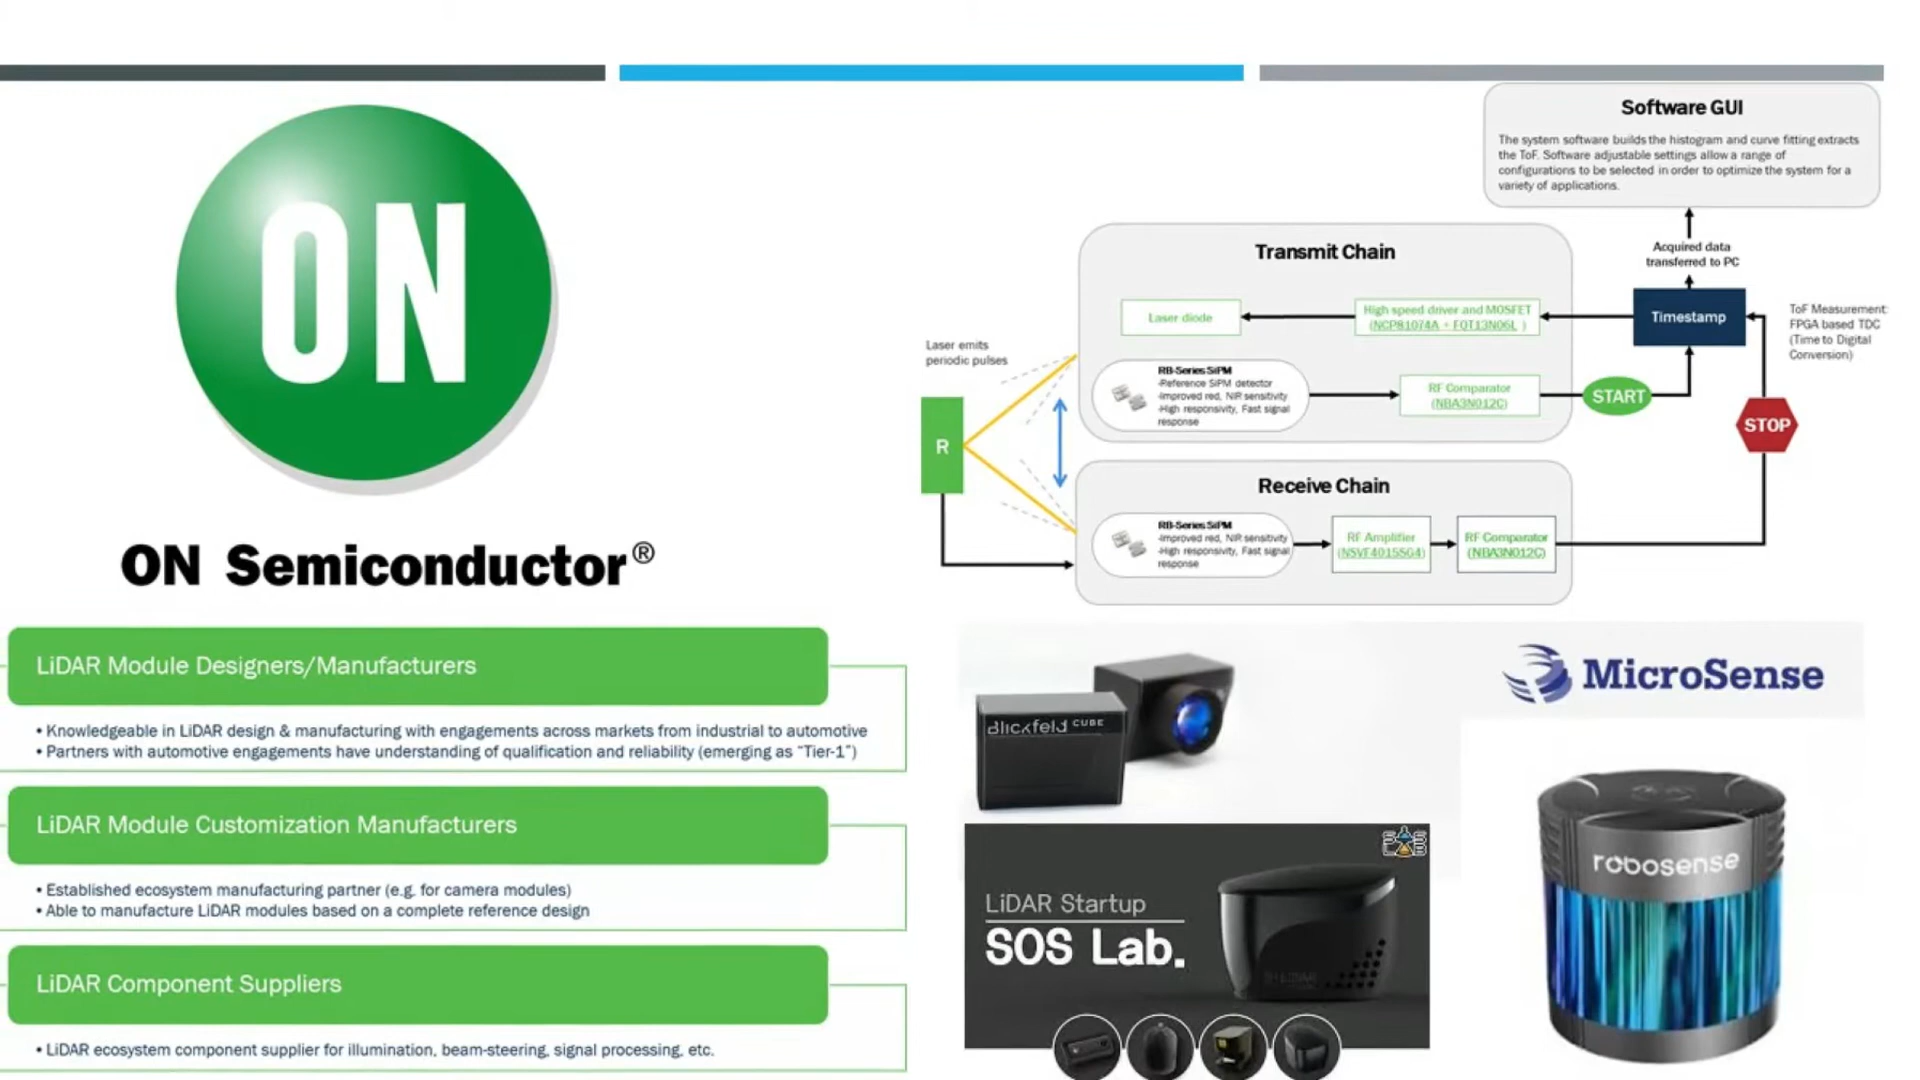 ON
ON Semiconductor®
LiDAR Module Designers/Manufacturers
• Knowledgeable in LiDAR design & manufacturing with engagements across markets from industrial to automotive
• Partners with automotive engagements have understanding of qualification and reliability (emerging as “Tier-1”)
LiDAR Module Customization Manufacturers
• Established ecosystem manufacturing partner (e.g. for camera modules)
• Able to manufacture LiDAR modules based on a complete reference design
LiDAR Component Suppliers
• LiDAR ecosystem component supplier for illumination, beam-steering, signal processing, etc.
Software GUI
The system software builds the histogram and curve fitting extracts
the ToF. Software adjustable settings allow a range of
configurations to be selected in order to optimize the system for a
variety of applications.
Acquired data
transferred to PC
Timestamp
ToF Measurement:
FPGA based TDC
(Time to Digital
Conversion)
Transmit Chain
Laser diode
High speed driver and MOSFET
(NCP81074A + FQT13N06L )
RB-Series SiPM
-Reference SiPM detector
-Improved red, NIR sensitivity
-High responsivity, Fast signal
response
RF Comparator
(NBA3N012C)
START
STOP
Laser emits
periodic pulses
R
Receive Chain
RB-Series SiPM
-Improved red, NIR sensitivity
-High responsivity, Fast signal
response
RF Amplifier
(NSVF4015SG4)
RF Comparator
(NBA3N012C)
Blickfeld CUBE
MicroSense
LiDAR Startup
SOS Lab.
robosense